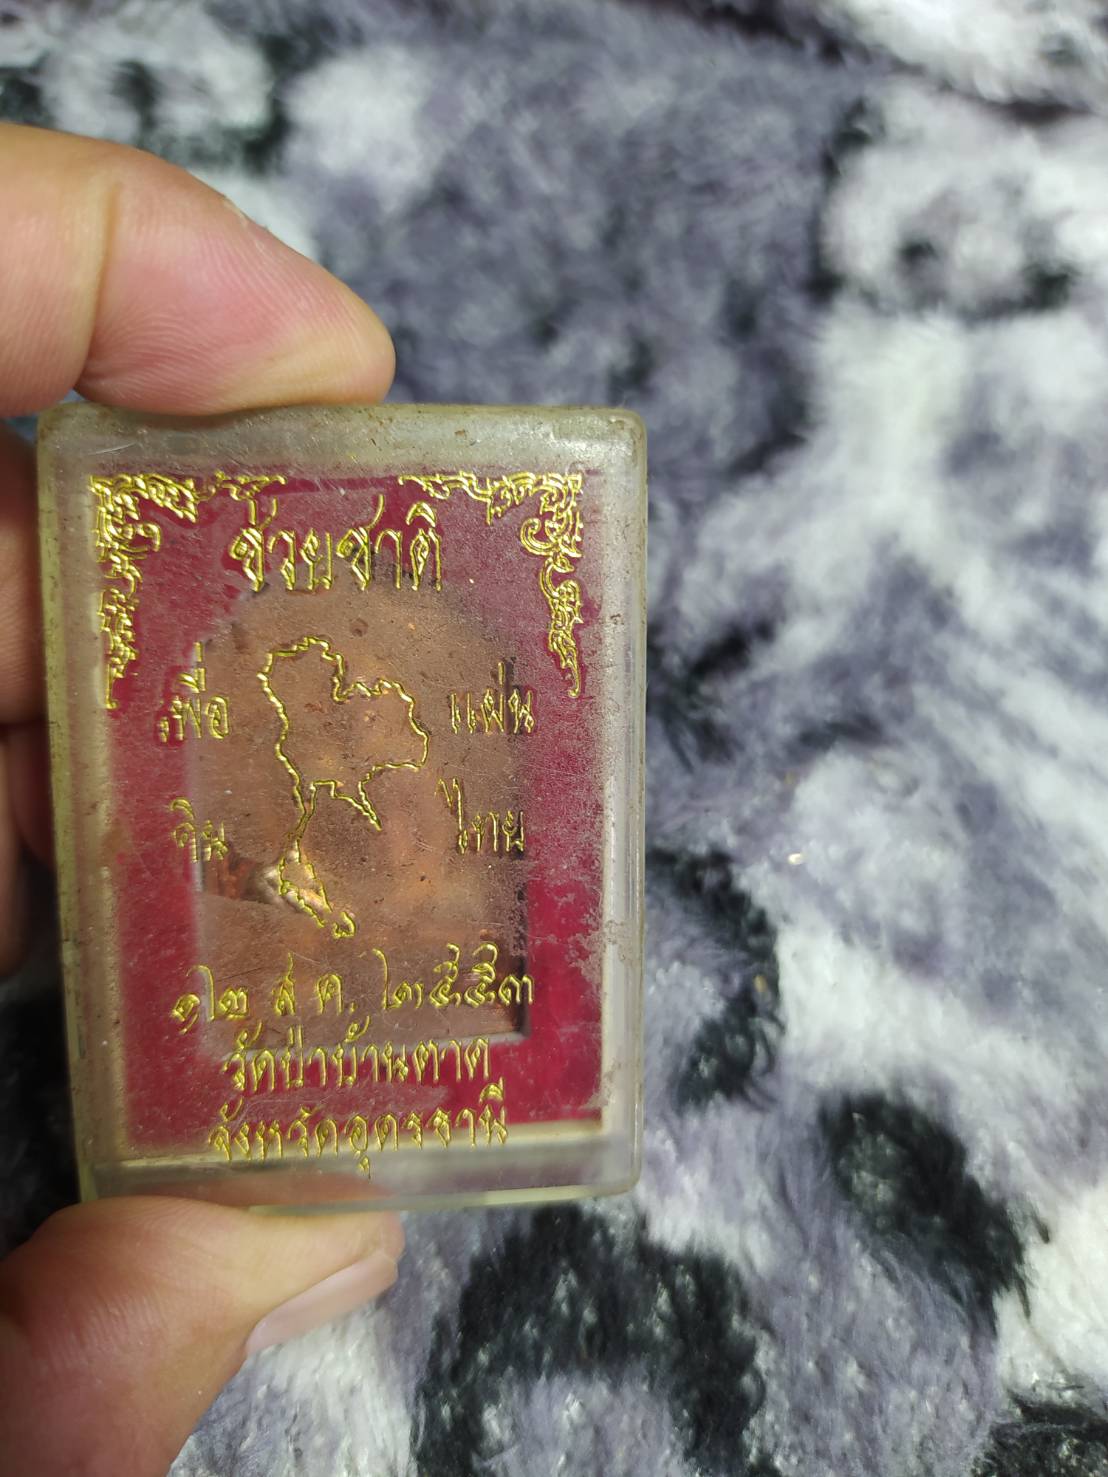 ช้วยชาติ
เพื่อ แผ่น
ดิน ไทย
๑๒ ส ค. ๒๕๕๓
วัดป่าบ้านตาด
จังหวัดอุดรธานี